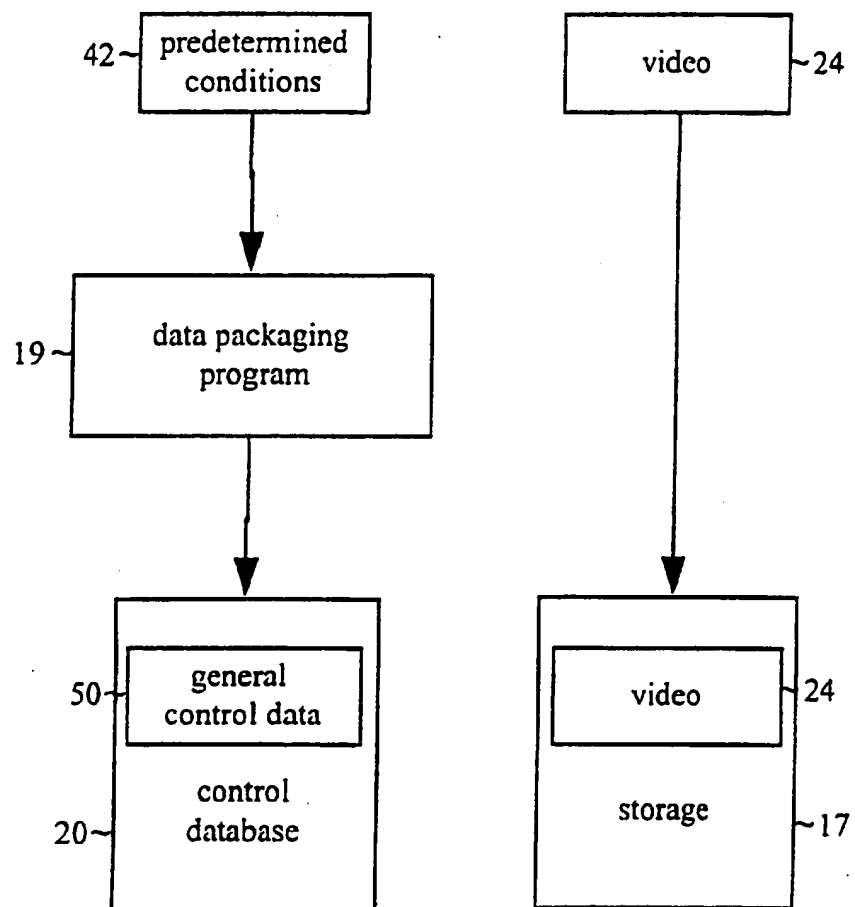 42
predetermined
conditions
video
24
19
data packaging
program
50
general
control data
20
control
database
video
24
storage
17